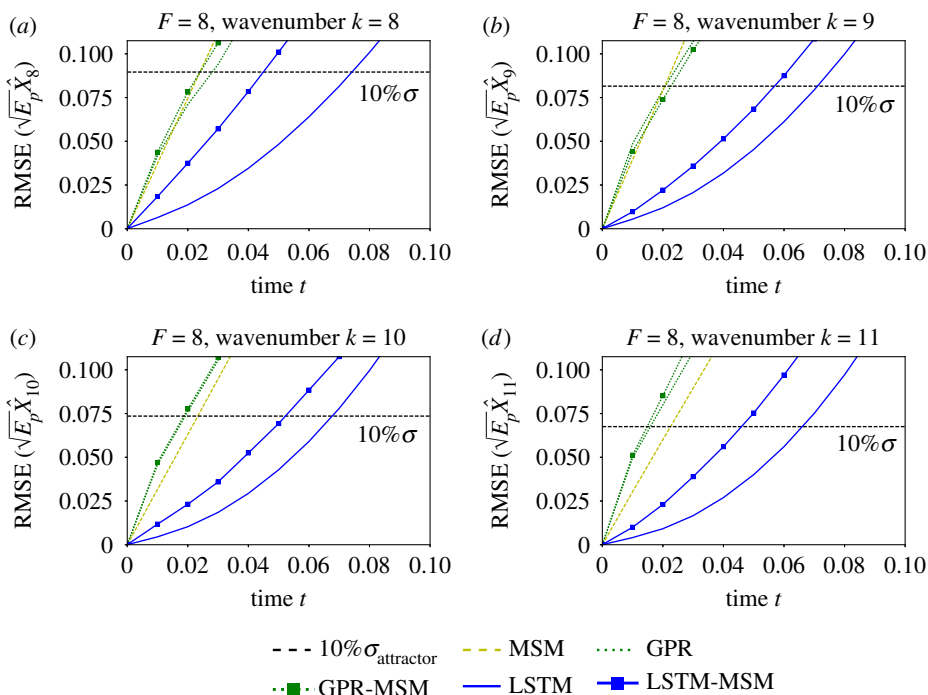 (a) F = 8, wavenumber k = 8
RMSE (√E_p X̂_8)
0.100
0.075
0.050
0.025
0
10%σ
0 0.02 0.04 0.06 0.08 0.10
time t
(b) F = 8, wavenumber k = 9
RMSE (√E_p X̂_9)
0.100
0.075
0.050
0.025
0
10%σ
0 0.02 0.04 0.06 0.08 0.10
time t
(c) F = 8, wavenumber k = 10
RMSE (√E_p X̂_10)
0.100
0.075
0.050
0.025
0
10%σ
0 0.02 0.04 0.06 0.08 0.10
time t
(d) F = 8, wavenumber k = 11
RMSE (√E_p X̂_11)
0.100
0.075
0.050
0.025
0
10%σ
0 0.02 0.04 0.06 0.08 0.10
time t
10%σ_attractor MSM GPR
GPR-MSM LSTM LSTM-MSM